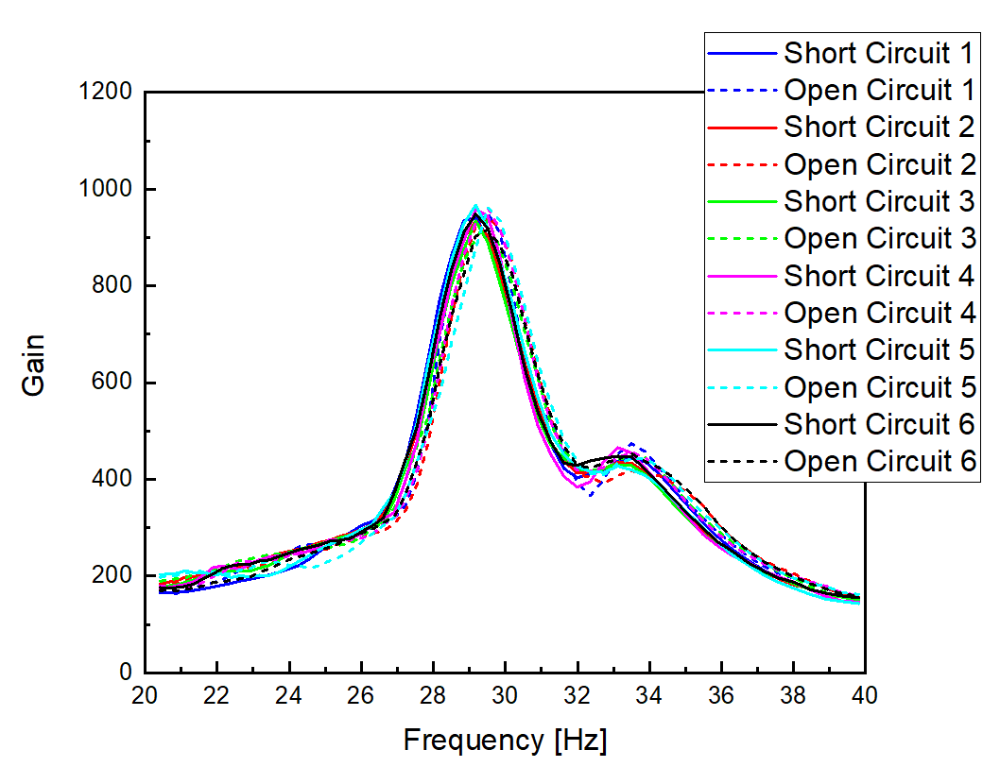 Short Circuit 1
Open Circuit 1
Short Circuit 2
Open Circuit 2
Short Circuit 3
Open Circuit 3
Short Circuit 4
Open Circuit 4
Short Circuit 5
Open Circuit 5
Short Circuit 6
Open Circuit 6
1200
1000
800
600
400
200
0
Gain
20 22 24 26 28 30 32 34 36 38 40
Frequency [Hz]